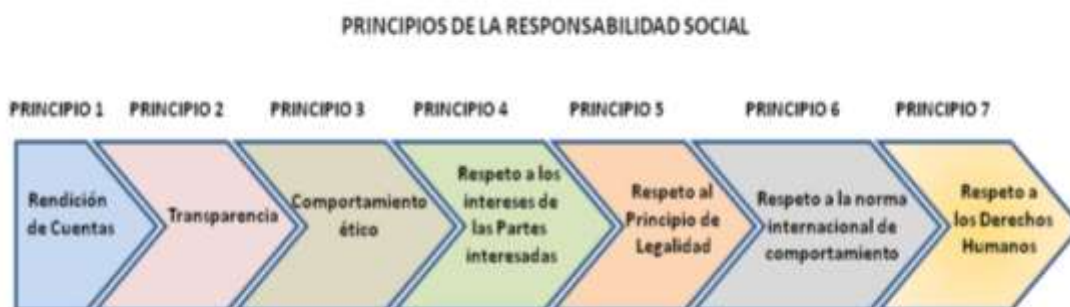 PRINCIPIOS DE LA RESPONSABILIDAD SOCIAL
PRINCIPIO 1
PRINCIPIO 2
PRINCIPIO 3
PRINCIPIO 4
PRINCIPIO 5
PRINCIPIO 6
PRINCIPIO 7
Rendición
de Cuentas
Transparencia
Comportamiento
ético
Respeto a los
intereses de
las Partes
interesadas
Respeto al
Principio de
Legalidad
Respeto a la norma
internacional de
comportamiento
Respeto a
los Derechos
Humanos